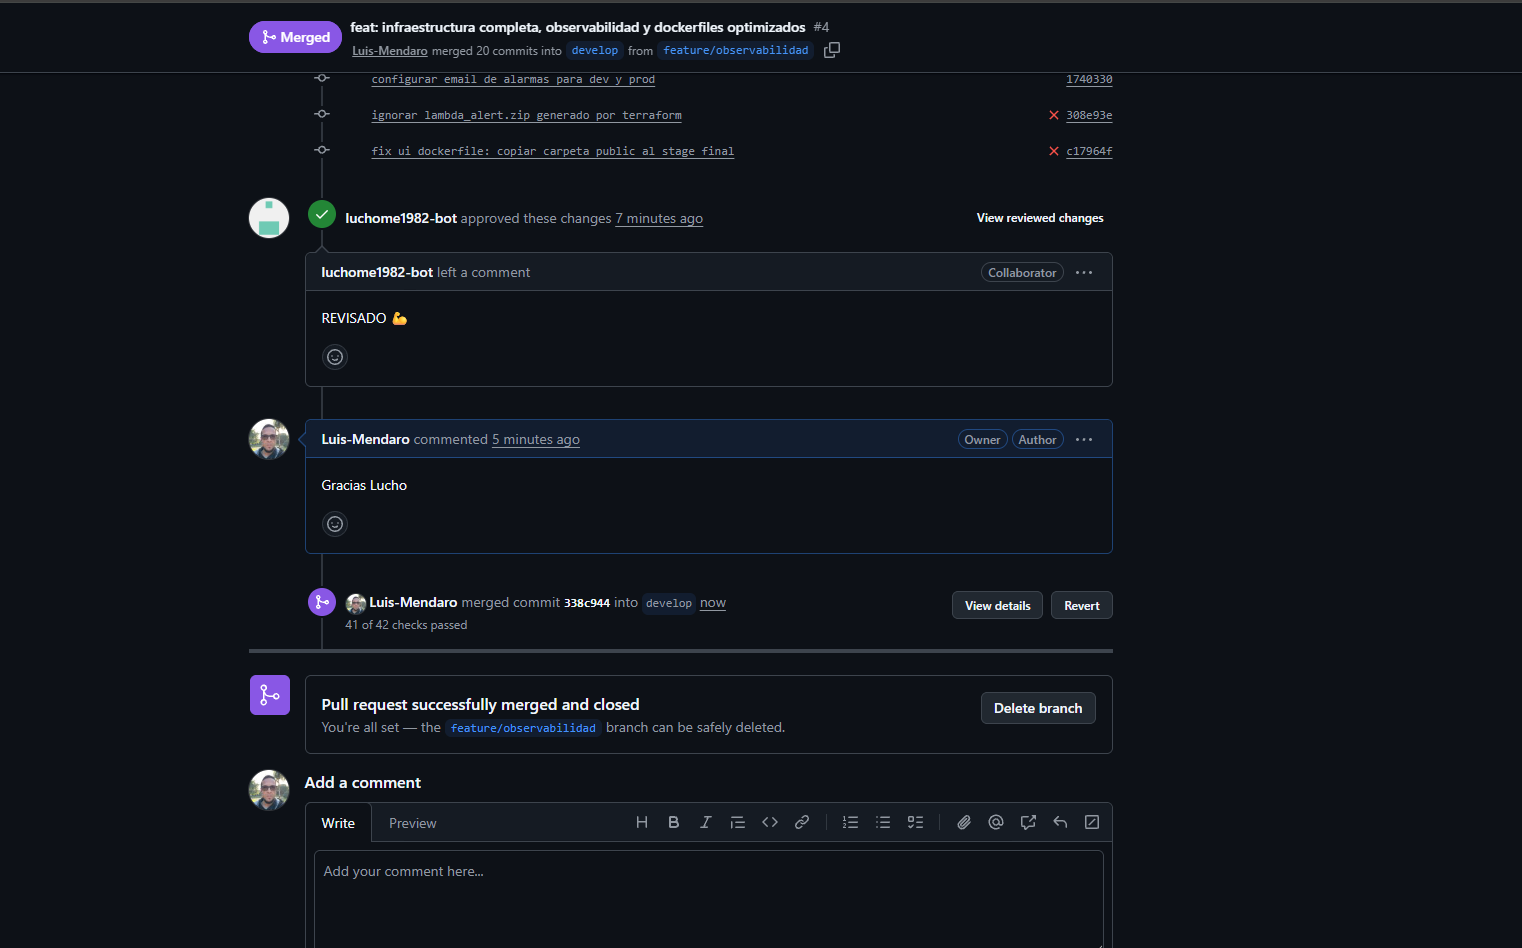 Merged
feat: infraestructura completa, observabilidad y dockerfiles optimizados #4
Luis-Mendaro merged 20 commits into develop from feature/observabilidad
configurar email de alarmas para dev y prod 1740330
ignorar lambda_alert.zip generado por terraform 308e93e
fix ui dockerfile: copiar carpeta public al stage final c17964f
luchome1982-bot approved these changes 7 minutes ago View reviewed changes
luchome1982-bot left a comment Collaborator
REVISADO 💪
Luis-Mendaro commented 5 minutes ago Owner Author
Gracias Lucho
Luis-Mendaro merged commit 338c944 into develop now View details Revert
41 of 42 checks passed
Pull request successfully merged and closed
You're all set — the feature/observabilidad branch can be safely deleted.
Delete branch
Add a comment
Write Preview
Add your comment here...